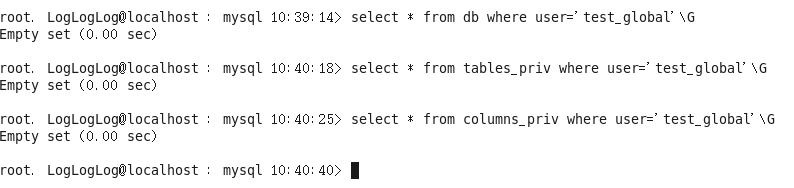 root. LogLogLog@localhost : mysql 10:39:14> select * from db where user='test_global'\G
Empty set (0.00 sec)
root. LogLogLog@localhost : mysql 10:40:18> select * from tables_priv where user='test_global'\G
Empty set (0.00 sec)
root. LogLogLog@localhost : mysql 10:40:25> select * from columns_priv where user='test_global'\G
Empty set (0.00 sec)
root. LogLogLog@localhost : mysql 10:40:40>